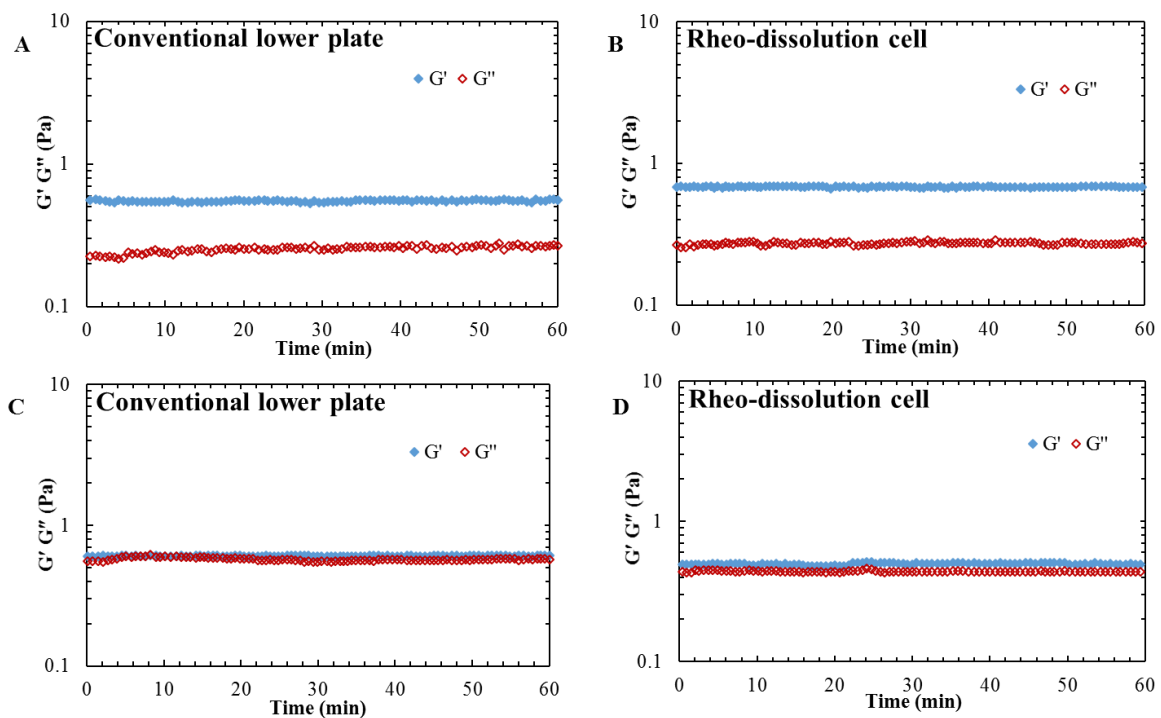 A
Conventional lower plate
G' G''
10
1
0.1
G' G'' (Pa)
0 10 20 30 40 50 60
Time (min)
B
Rheo-dissolution cell
G' G''
10
1
0.1
G′ G″ (Pa)
0 10 20 30 40 50 60
Time (min)
C
Conventional lower plate
G' G''
10
1
0.1
G′ G″ (Pa)
0 10 20 30 40 50 60
Time (min)
D
Rheo-dissolution cell
G' G''
10
1
0.1
G′ G″ (Pa)
0 10 20 30 40 50 60
Time (min)